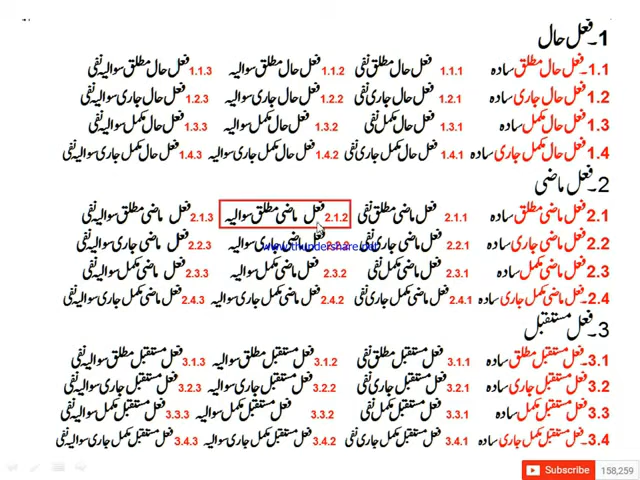 1۔فعل حال
1.1۔فعل حال مطلق سادہ 1.1.1 فعل حال مطلق نفی 1.1.2 فعل حال مطلق سوالیہ 1.1.3 فعل حال مطلق سوالیہ نفی
1.2 فعل حال جاری سادہ 1.2.1 فعل حال جاری نفی 1.2.2 فعل حال جاری سوالیہ 1.2.3 فعل حال جاری سوالیہ نفی
1.3 فعل حال مکمل سادہ 1.3.1 فعل حال مکمل نفی 1.3.2 فعل حال مکمل سوالیہ 1.3.3 فعل حال مکمل سوالیہ نفی
1.4 فعل حال مکمل جاری سادہ 1.4.1 فعل حال مکمل جاری نفی 1.4.2 فعل حال مکمل جاری سوالیہ 1.4.3 فعل حال مکمل جاری سوالیہ نفی
2۔فعل ماضی
2.1 فعل ماضی مطلق سادہ 2.1.1 فعل ماضی مطلق نفی 2.1.2 فعل ماضی مطلق سوالیہ 2.1.3 فعل ماضی مطلق سوالیہ نفی
2.2 فعل ماضی جاری سادہ 2.2.1 فعل ماضی جاری نفی 2.2.2 فعل ماضی جاری سوالیہ 2.2.3 فعل ماضی جاری سوالیہ نفی
www.thundershare.net
2.3 فعل ماضی مکمل سادہ 2.3.1 فعل ماضی مکمل نفی 2.3.2 فعل ماضی مکمل سوالیہ 2.3.3 فعل ماضی مکمل سوالیہ نفی
2.4۔فعل ماضی مکمل جاری سادہ 2.4.1 فعل ماضی مکمل جاری نفی 2.4.2 فعل ماضی مکمل جاری سوالیہ 2.4.3 فعل ماضی مکمل جاری سوالیہ نفی
3۔فعل مستقبل
3.1 فعل مستقبل مطلق سادہ 3.1.1 فعل مستقبل مطلق نفی 3.1.2 فعل مستقبل مطلق سوالیہ 3.1.3 فعل مستقبل مطلق سوالیہ نفی
3.2 فعل مستقبل جاری سادہ 3.2.1 فعل مستقبل جاری نفی 3.2.2 فعل مستقبل جاری سوالیہ 3.2.3 فعل مستقبل جاری سوالیہ نفی
3.3 فعل مستقبل مکمل سادہ 3.3.1 فعل مستقبل مکمل نفی 3.3.2 فعل مستقبل مکمل سوالیہ 3.3.3 فعل مستقبل مکمل سوالیہ نفی
3.4۔فعل مستقبل مکمل جاری سادہ 3.4.1 فعل مستقبل مکمل جاری نفی 3.4.2 فعل مستقبل مکمل جاری سوالیہ 3.4.3 فعل مستقبل مکمل جاری سوالیہ نفی
Subscribe 158,259